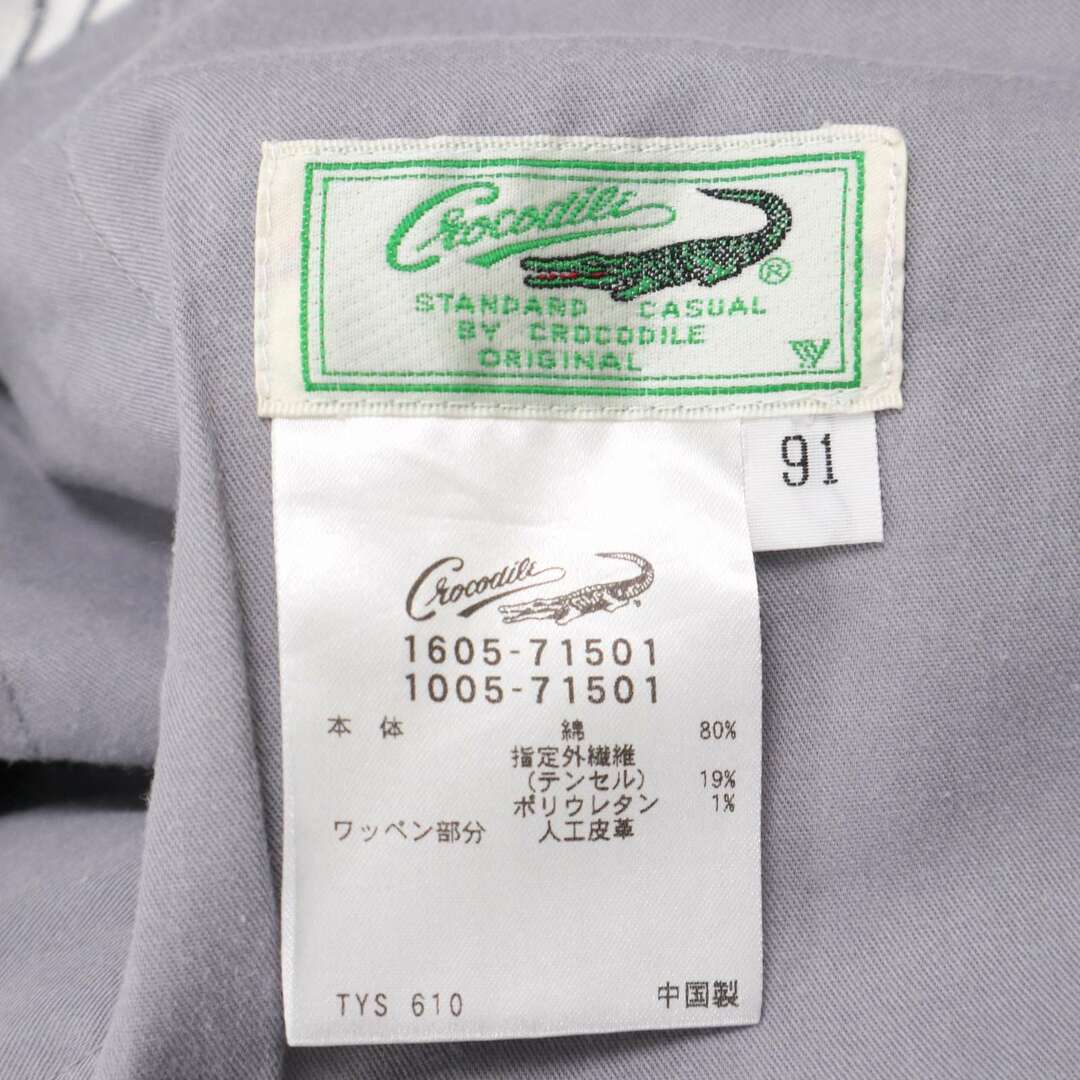 Crocodile
®
STANDARD CASUAL
BY CROCODILE
ORIGINAL
91
Crocodile
1605-71501
1005-71501
本体 綿 80%
指定外繊維
(テンセル) 19%
ポリウレタン 1%
ワッペン部分 人工皮革
TYS 610 中国製